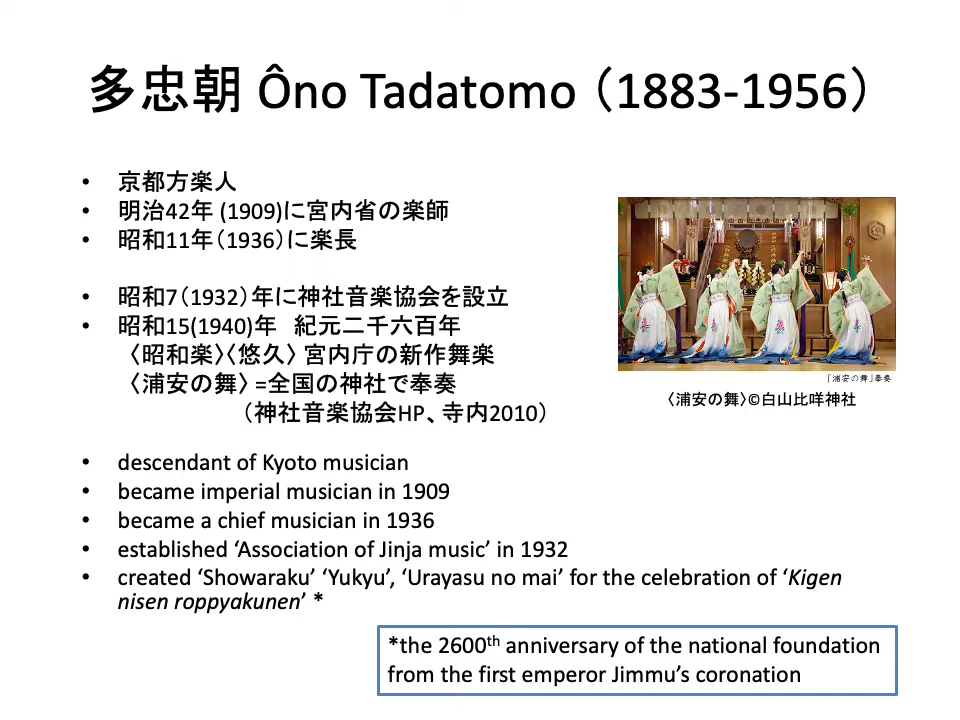 多忠朝 Ôno Tadatomo（1883-1956）
• 京都方楽人
• 明治42年 (1909)に宮内省の楽師
• 昭和11年（1936）に楽長
• 昭和7（1932）年に神社音楽協会を設立
• 昭和15(1940)年　紀元二千六百年
〈昭和楽〉〈悠久〉 宮内庁の新作舞楽
〈浦安の舞〉 =全国の神社で奉奏
（神社音楽協会HP、寺内2010）
「浦安の舞」奉奏
〈浦安の舞〉©白山比咩神社
• descendant of Kyoto musician
• became imperial musician in 1909
• became a chief musician in 1936
• established ‘Association of Jinja music’ in 1932
• created ‘Showaraku’ ‘Yukyu’, ‘Urayasu no mai’ for the celebration of ‘Kigen
nisen roppyakunen’ *
*the 2600th anniversary of the national foundation
from the first emperor Jimmu’s coronation